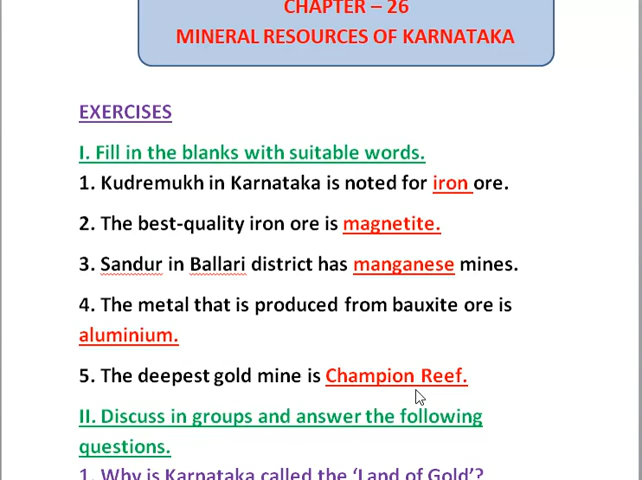 CHAPTER – 26
MINERAL RESOURCES OF KARNATAKA
EXERCISES
I. Fill in the blanks with suitable words.
1. Kudremukh in Karnataka is noted for iron ore.
2. The best-quality iron ore is magnetite.
3. Sandur in Ballari district has manganese mines.
4. The metal that is produced from bauxite ore is
aluminium.
5. The deepest gold mine is Champion Reef.
II. Discuss in groups and answer the following
questions.
1. Why is Karnataka called the ‘Land of Gold’?